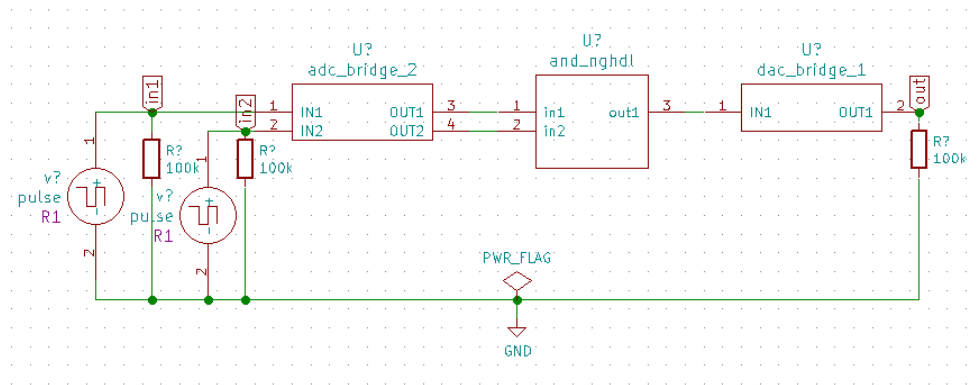 U?
adc_bridge_2
U?
and_nghdl
U?
dac_bridge_1
in1
in2
out
1 IN1 OUT1 3
2 IN2 OUT2 4
1 in1 out1 3
2 in2
1 IN1 OUT1 2
R?
100k
R?
100k
R?
100k
1
v?
pulse
R1
2
1
v?
pulse
R1
2
PWR_FLAG
GND